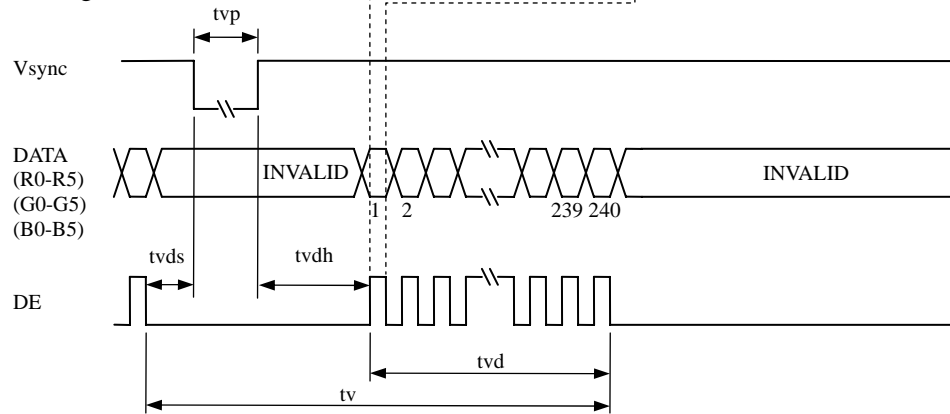 tvp
Vsync
DATA
(R0-R5)
(G0-G5)
(B0-B5)
INVALID
INVALID
1 2 239 240
tvds
tvdh
DE
tvd
tv